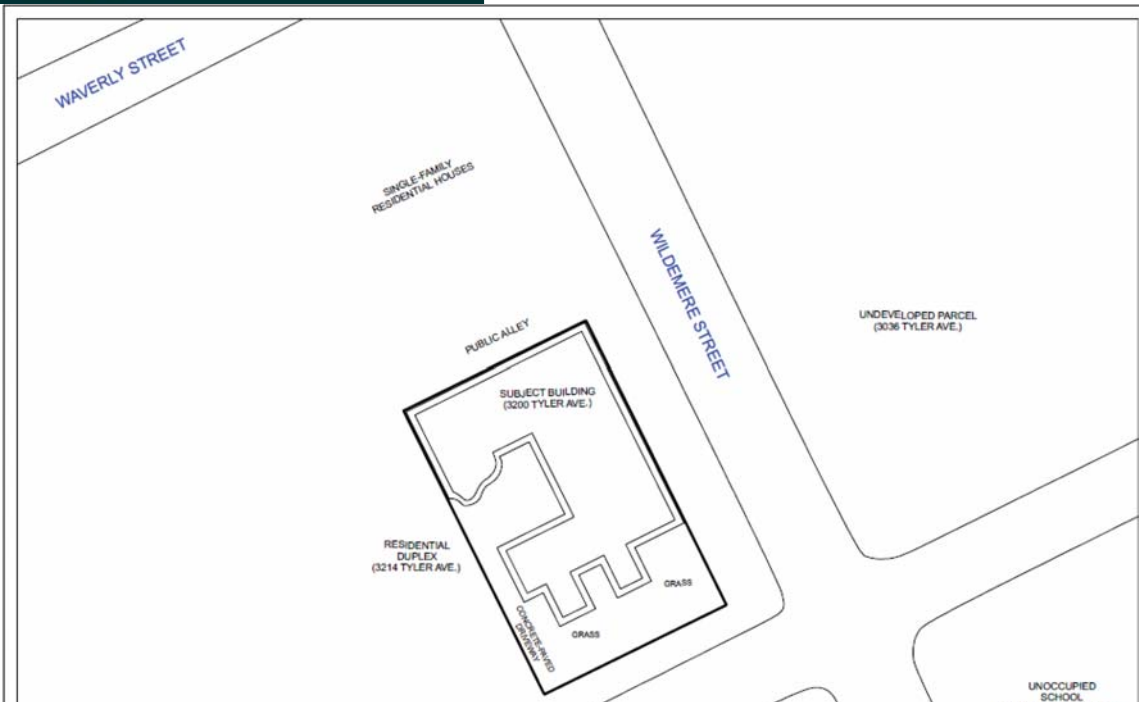 WAVERLY STREET
SINGLE-FAMILY
RESIDENTIAL HOUSES
WILDEMERE STREET
UNDEVELOPED PARCEL
(3036 TYLER AVE.)
PUBLIC ALLEY
SUBJECT BUILDING
(3200 TYLER AVE.)
RESIDENTIAL
DUPLEX
(3214 TYLER AVE.)
GRASS
CONCRETE-PAVED
DRIVEWAY
GRASS
UNOCCUPIED
SCHOOL